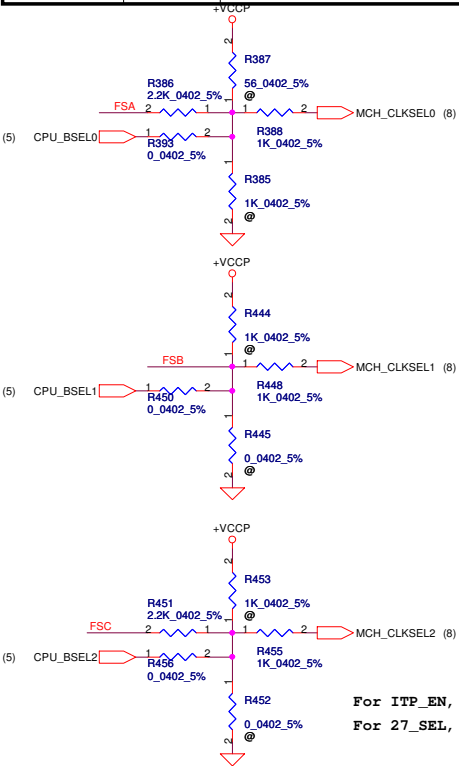 +VCCP
2
R387
56_0402_5%
@
1
R386
2.2K_0402_5%
FSA 2 1 1 2 MCH_CLKSEL0 (8)
(5) CPU_BSEL0 1 2
R393
0_0402_5%
R388
1K_0402_5%
1
R385
1K_0402_5%
2 @
+VCCP
2
R444
1K_0402_5%
1 @
FSB 1 2 MCH_CLKSEL1 (8)
(5) CPU_BSEL1 1 2
R450
0_0402_5%
R448
1K_0402_5%
1
R445
0_0402_5%
2 @
+VCCP
2
R453
1K_0402_5%
1 @
R451
2.2K_0402_5%
FSC 2 1 1 2 MCH_CLKSEL2 (8)
(5) CPU_BSEL2 1 2
R456
0_0402_5%
R455
1K_0402_5%
1
R452
0_0402_5%
2 @
For ITP_EN,
For 27_SEL,